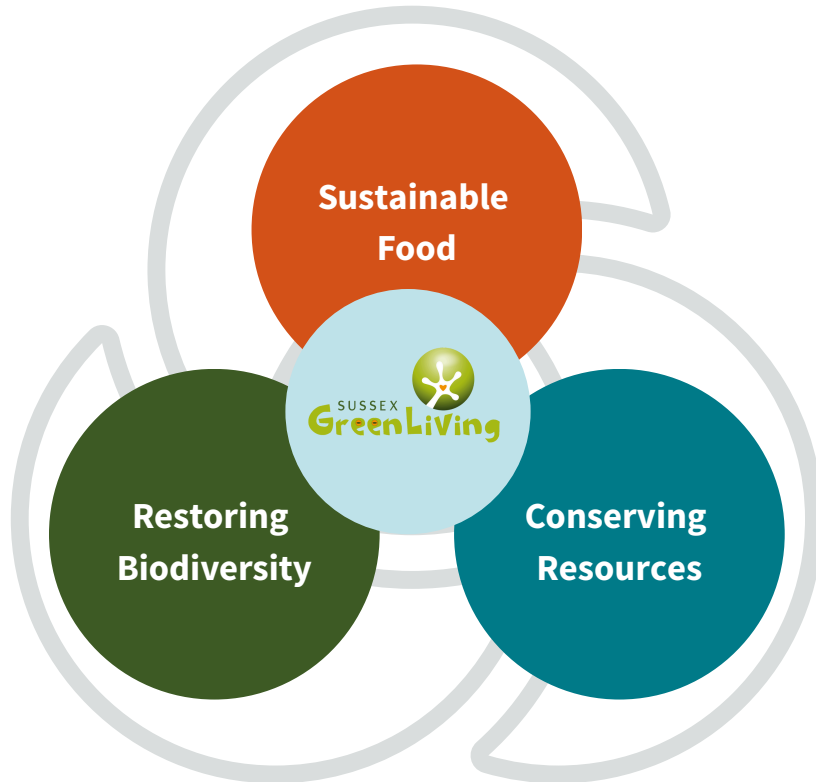 Sustainable
Food
SUSSEX
GreenLiving
Restoring
Biodiversity
Conserving
Resources